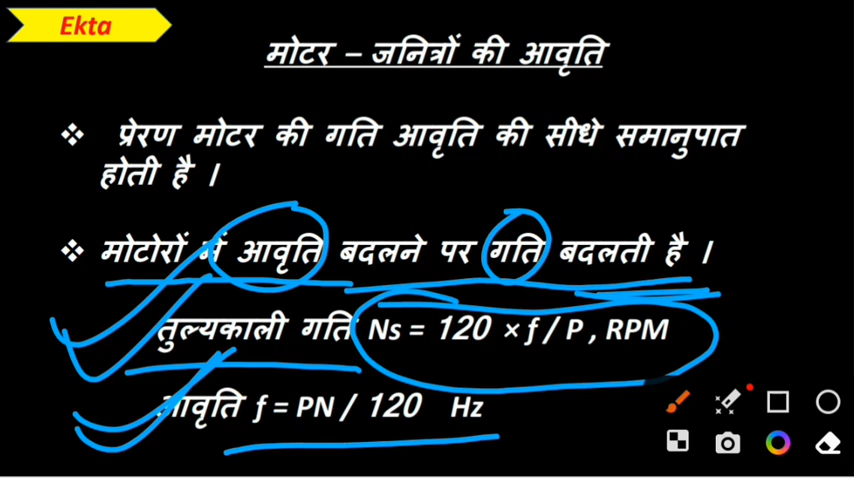 Ekta
मोटर – जनित्रों की आवृति
❖ प्रेरण मोटर की गति आवृति की सीधे समानुपात
होती है ।
❖ मोटोरों में आवृति बदलने पर गति बदलती है ।
तुल्यकाली गति Ns = 120 × f / P , RPM
आवृति f = PN / 120 Hz